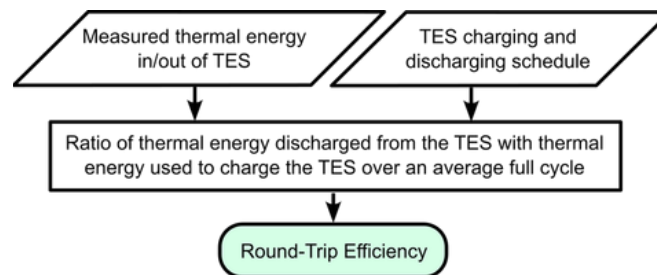 Measured thermal energy
in/out of TES
TES charging and
discharging schedule
Ratio of thermal energy discharged from the TES with thermal
energy used to charge the TES over an average full cycle
Round-Trip Efficiency